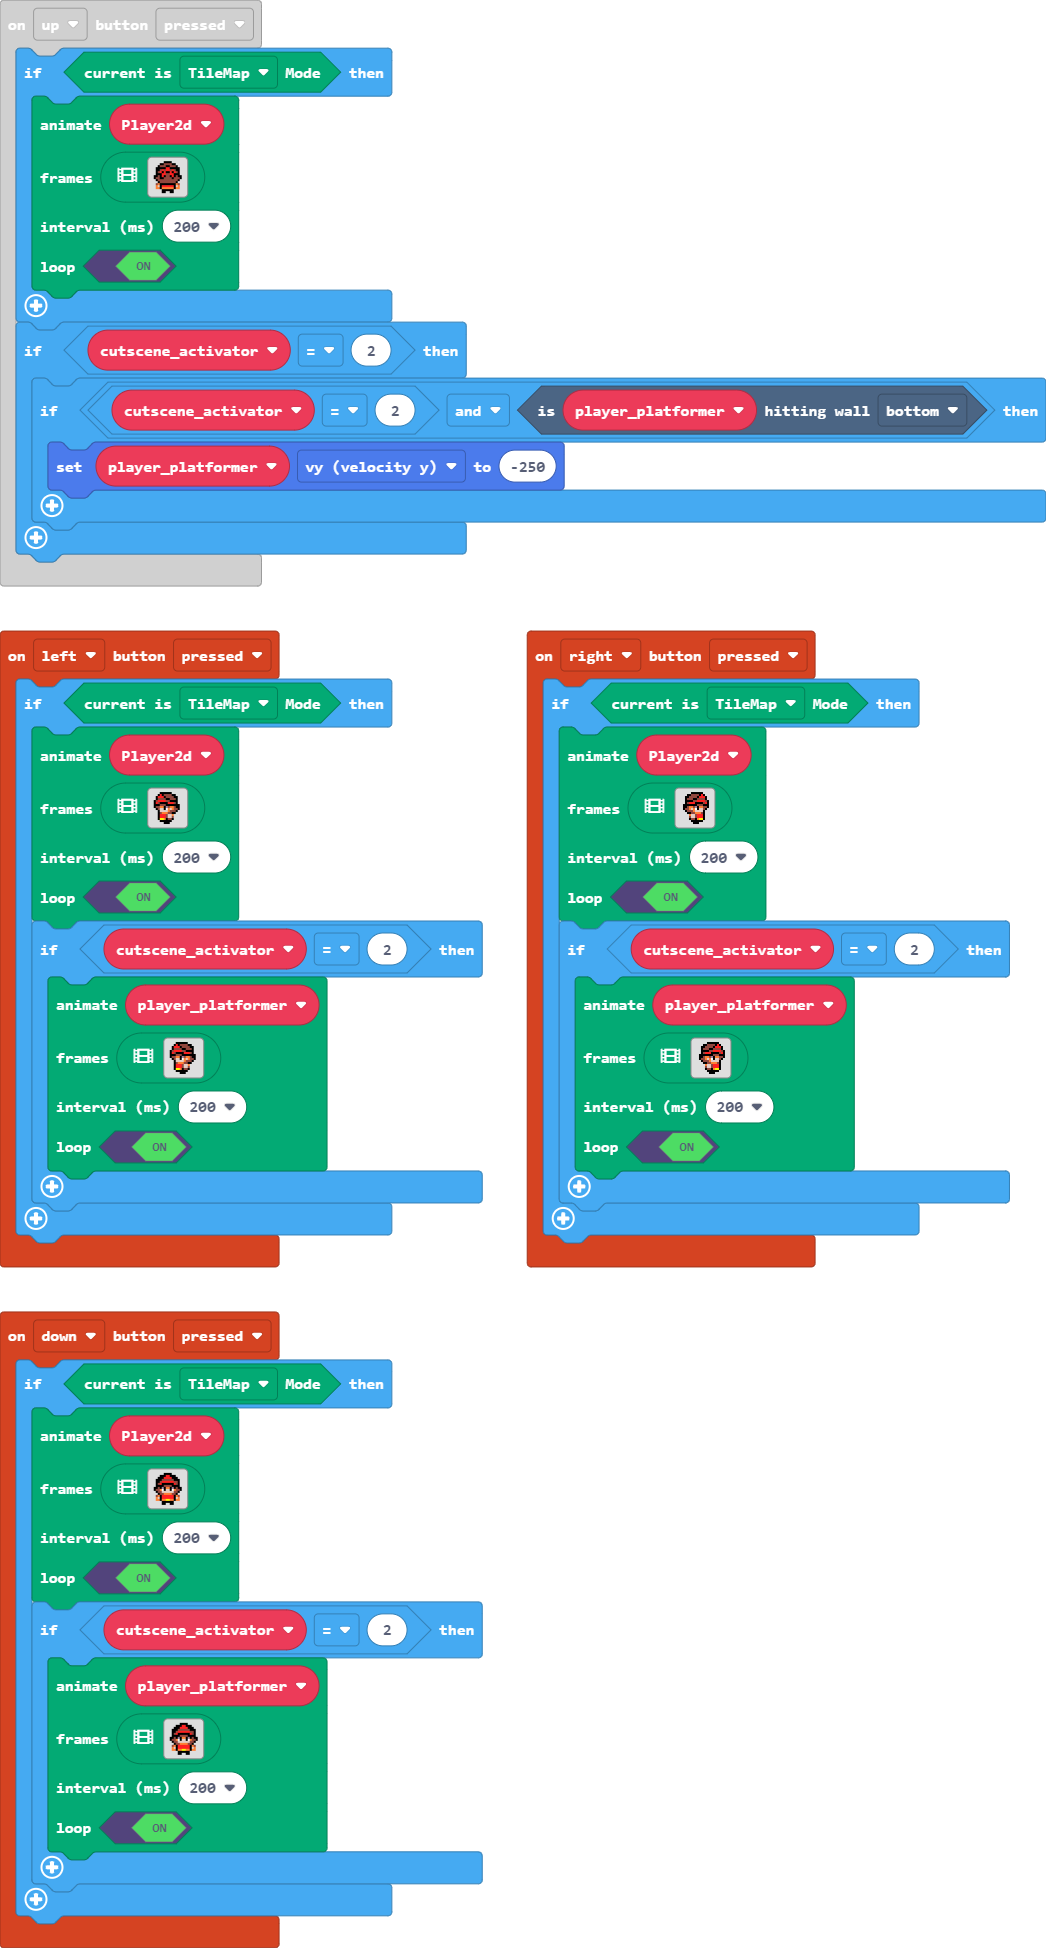 on up button pressed
if current is TileMap Mode then
animate Player2d
frames
interval (ms) 200
loop ON
if cutscene_activator = 2 then
if cutscene_activator = 2 and is player_platformer hitting wall bottom then
set player_platformer vy (velocity y) to -250
on left button pressed
if current is TileMap Mode then
animate Player2d
frames
interval (ms) 200
loop ON
if cutscene_activator = 2 then
animate player_platformer
frames
interval (ms) 200
loop ON
on right button pressed
if current is TileMap Mode then
animate Player2d
frames
interval (ms) 200
loop ON
if cutscene_activator = 2 then
animate player_platformer
frames
interval (ms) 200
loop ON
on down button pressed
if current is TileMap Mode then
animate Player2d
frames
interval (ms) 200
loop ON
if cutscene_activator = 2 then
animate player_platformer
frames
interval (ms) 200
loop ON